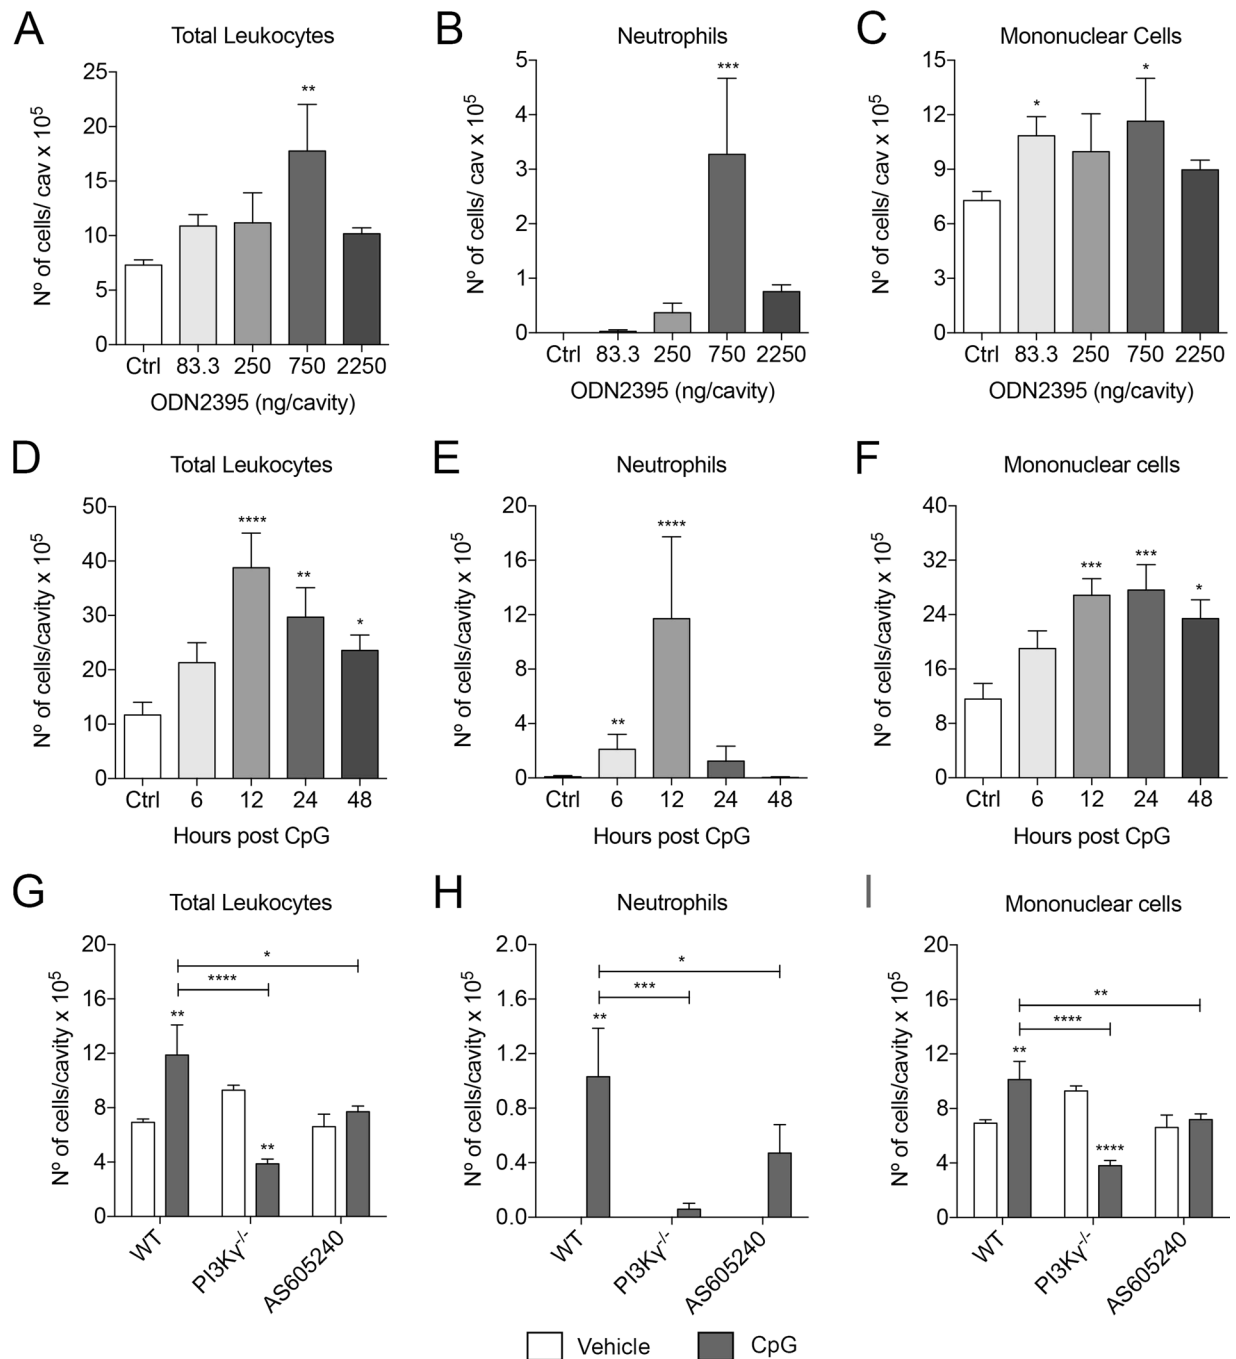 A
Total Leukocytes
Nº of cells/ cav x 10⁵
25
20
15
10
5
0
**
Ctrl 83.3 250 750 2250
ODN2395 (ng/cavity)
B
Neutrophils
Nº of cells/ cav x 10⁵
5
4
3
2
1
0
***
Ctrl 83.3 250 750 2250
ODN2395 (ng/cavity)
C
Mononuclear Cells
Nº of cells/ cav x 10⁵
15
12
9
6
3
0
* *
Ctrl 83.3 250 750 2250
ODN2395 (ng/cavity)
D
Total Leukocytes
Nº of cells/cavity x 10⁵
50
40
30
20
10
0
**** ** *
Ctrl 6 12 24 48
Hours post CpG
E
Neutrophils
Nº of cells/cavity x 10⁵
20
16
12
8
4
0
** ****
Ctrl 6 12 24 48
Hours post CpG
F
Mononuclear cells
Nº of cells/cavity x 10⁵
40
32
24
16
8
0
*** *** *
Ctrl 6 12 24 48
Hours post CpG
G
Total Leukocytes
Nº of cells/cavity x 10⁵
20
16
12
8
4
0
*
****
**
**
WT PI3Kγ⁻/⁻ AS605240
H
Neutrophils
Nº of cells/cavity x 10⁵
2.0
1.6
1.2
0.8
0.4
0.0
*
***
**
WT PI3Kγ⁻/⁻ AS605240
I
Mononuclear cells
Nº of cells/cavity x 10⁵
20
16
12
8
4
0
**
****
**
****
WT PI3Kγ⁻/⁻ AS605240
Vehicle CpG